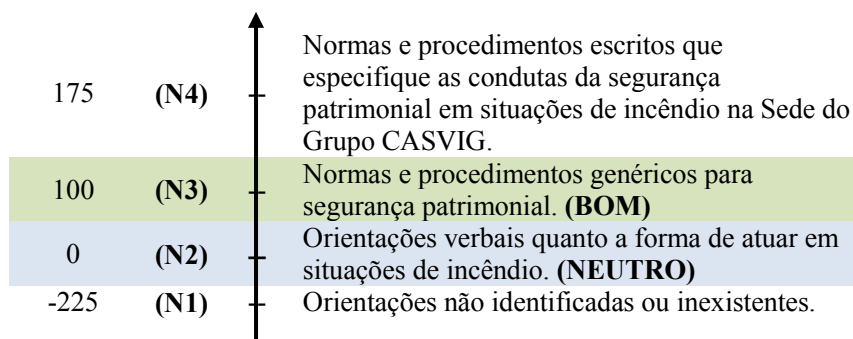 Normas e procedimentos escritos que
especifique as condutas da segurança
175 (N4) patrimonial em situações de incêndio na Sede do
Grupo CASVIG.
Normas e procedimentos genéricos para
100 (N3) segurança patrimonial. (BOM)
Orientações verbais quanto a forma de atuar em
0 (N2) situações de incêndio. (NEUTRO)
-225 (N1) Orientações não identificadas ou inexistentes.